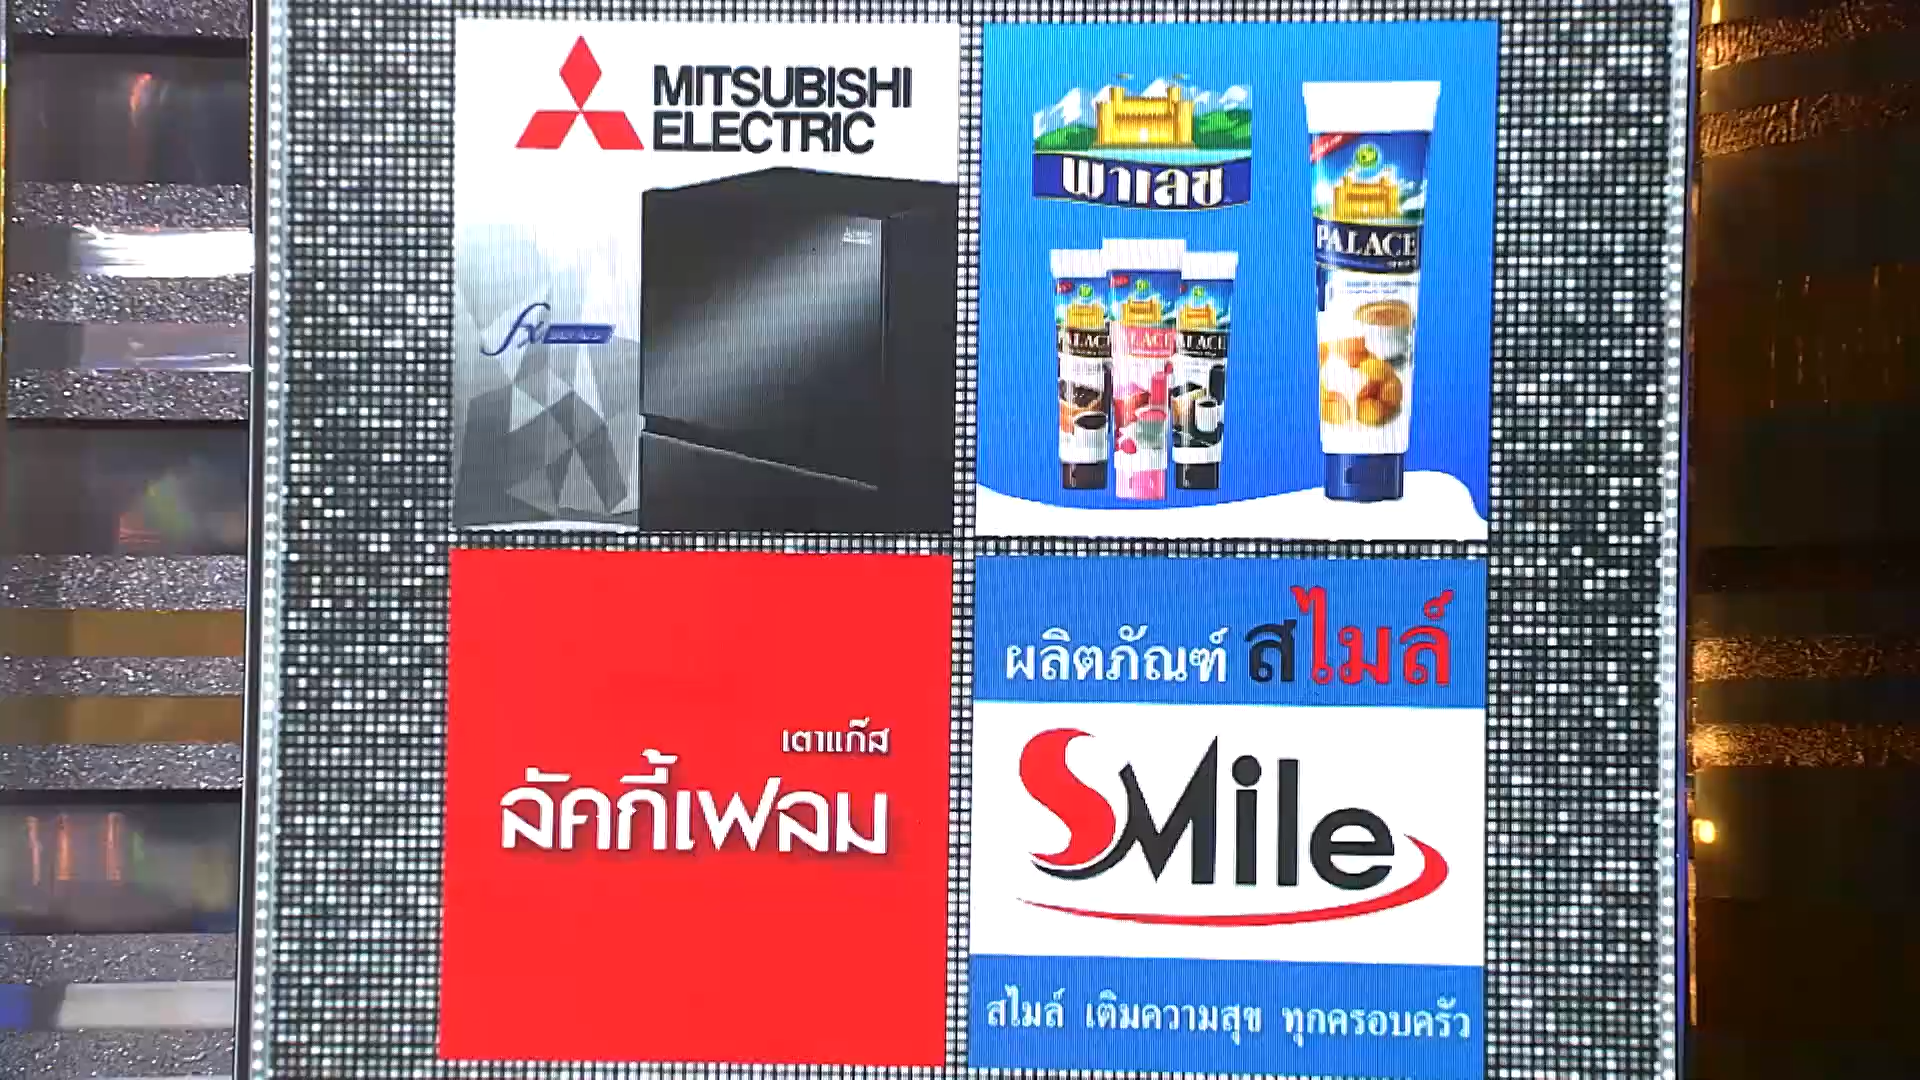 MITSUBISHI
ELECTRIC
fx
พาเลซ
PALACE
PALACE
PALACE
PALACE
เตาแก๊ส
ลัคกี้เฟลม
ผลิตภัณฑ์ สไมล์
SMile
สไมล์ เติมความสุข ทุกครอบครัว